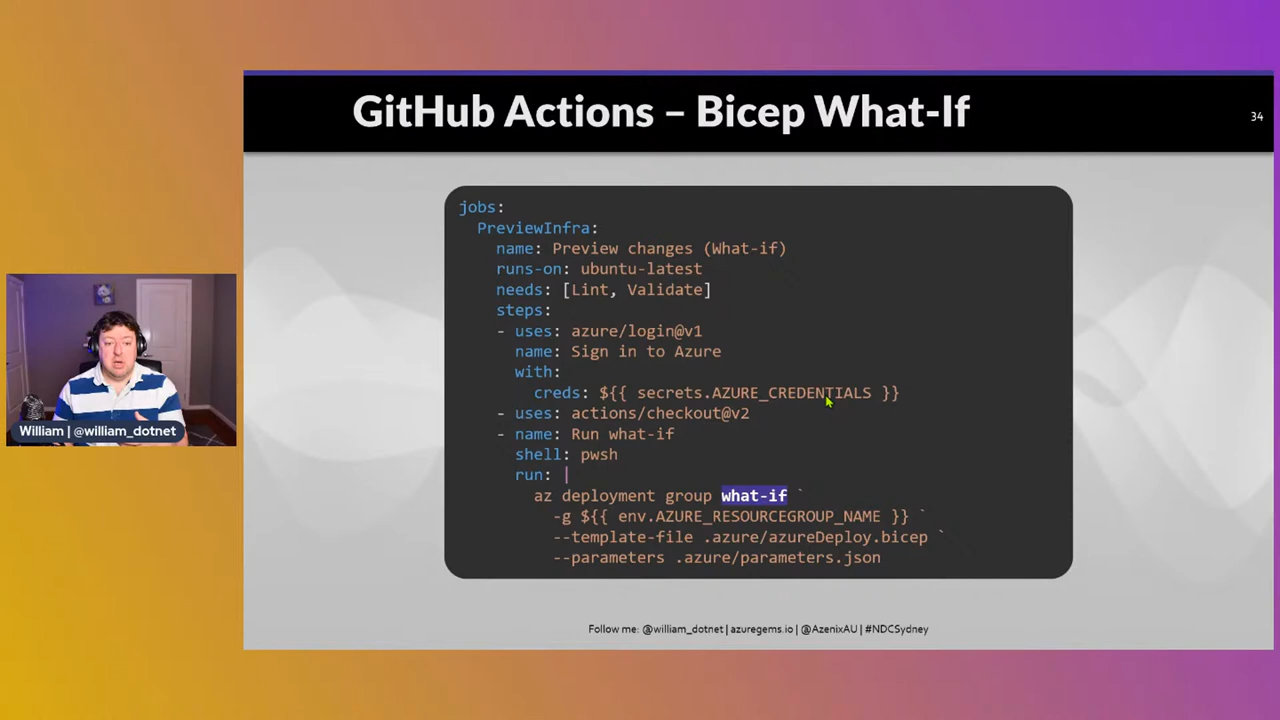 GitHub Actions – Bicep What-If
34
jobs:
PreviewInfra:
name: Preview changes (What-if)
runs-on: ubuntu-latest
needs: [Lint, Validate]
steps:
- uses: azure/login@v1
name: Sign in to Azure
with:
creds: ${{ secrets.AZURE_CREDENTIALS }}
- uses: actions/checkout@v2
- name: Run what-if
shell: pwsh
run: |
az deployment group what-if `
-g ${{ env.AZURE_RESOURCEGROUP_NAME }} `
--template-file .azure/azureDeploy.bicep `
--parameters .azure/parameters.json
William | @william_dotnet
Follow me: @william_dotnet | azuregems.io | @AzenixAU | #NDCSydney